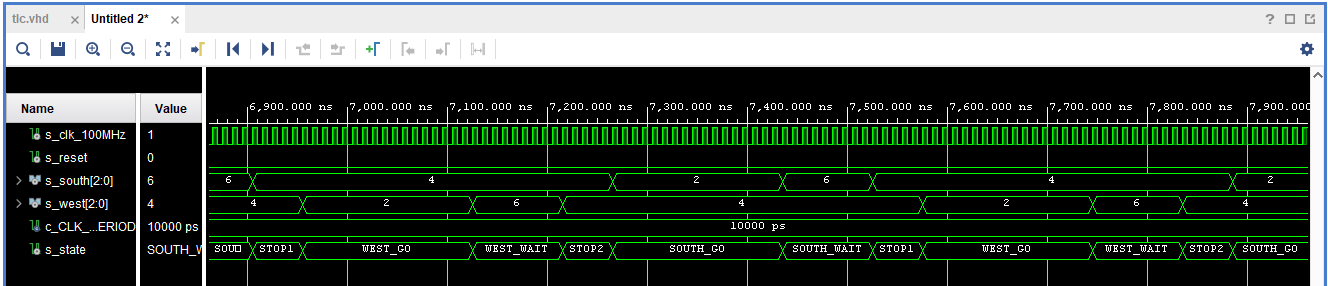 tlc.vhd × Untitled 2* ×
6,900.000 ns 7,000.000 ns 7,100.000 ns 7,200.000 ns 7,300.000 ns 7,400.000 ns 7,500.000 ns 7,600.000 ns 7,700.000 ns 7,800.000 ns 7,900.000
Name Value
s_clk_100MHz 1
s_reset 0
s_south[2:0] 6 6 4 2 6 4 2
s_west[2:0] 4 4 2 6 4 2 6 4
c_CLK_...ERIOD 10000 ps 10000 ps
s_state SOUTH_W SOU STOP1 WEST_GO WEST_WAIT STOP2 SOUTH_GO SOUTH_WAIT STOP1 WEST_GO WEST_WAIT STOP2 SOUTH_GO